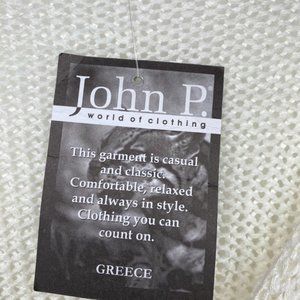 John P.
world of clothing
This garment is casual
and classic.
Comfortable, relaxed
and always in style.
Clothing you can
count on.
GREECE